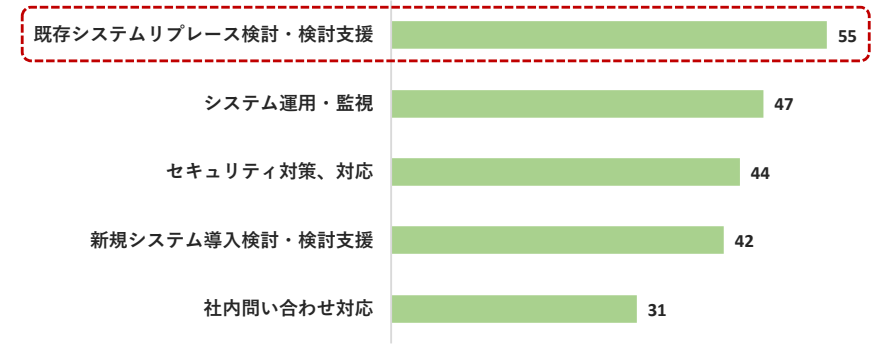 既存システムリプレース検討・検討支援 55
システム運用・監視 47
セキュリティ対策、対応 44
新規システム導入検討・検討支援 42
社内問い合わせ対応 31